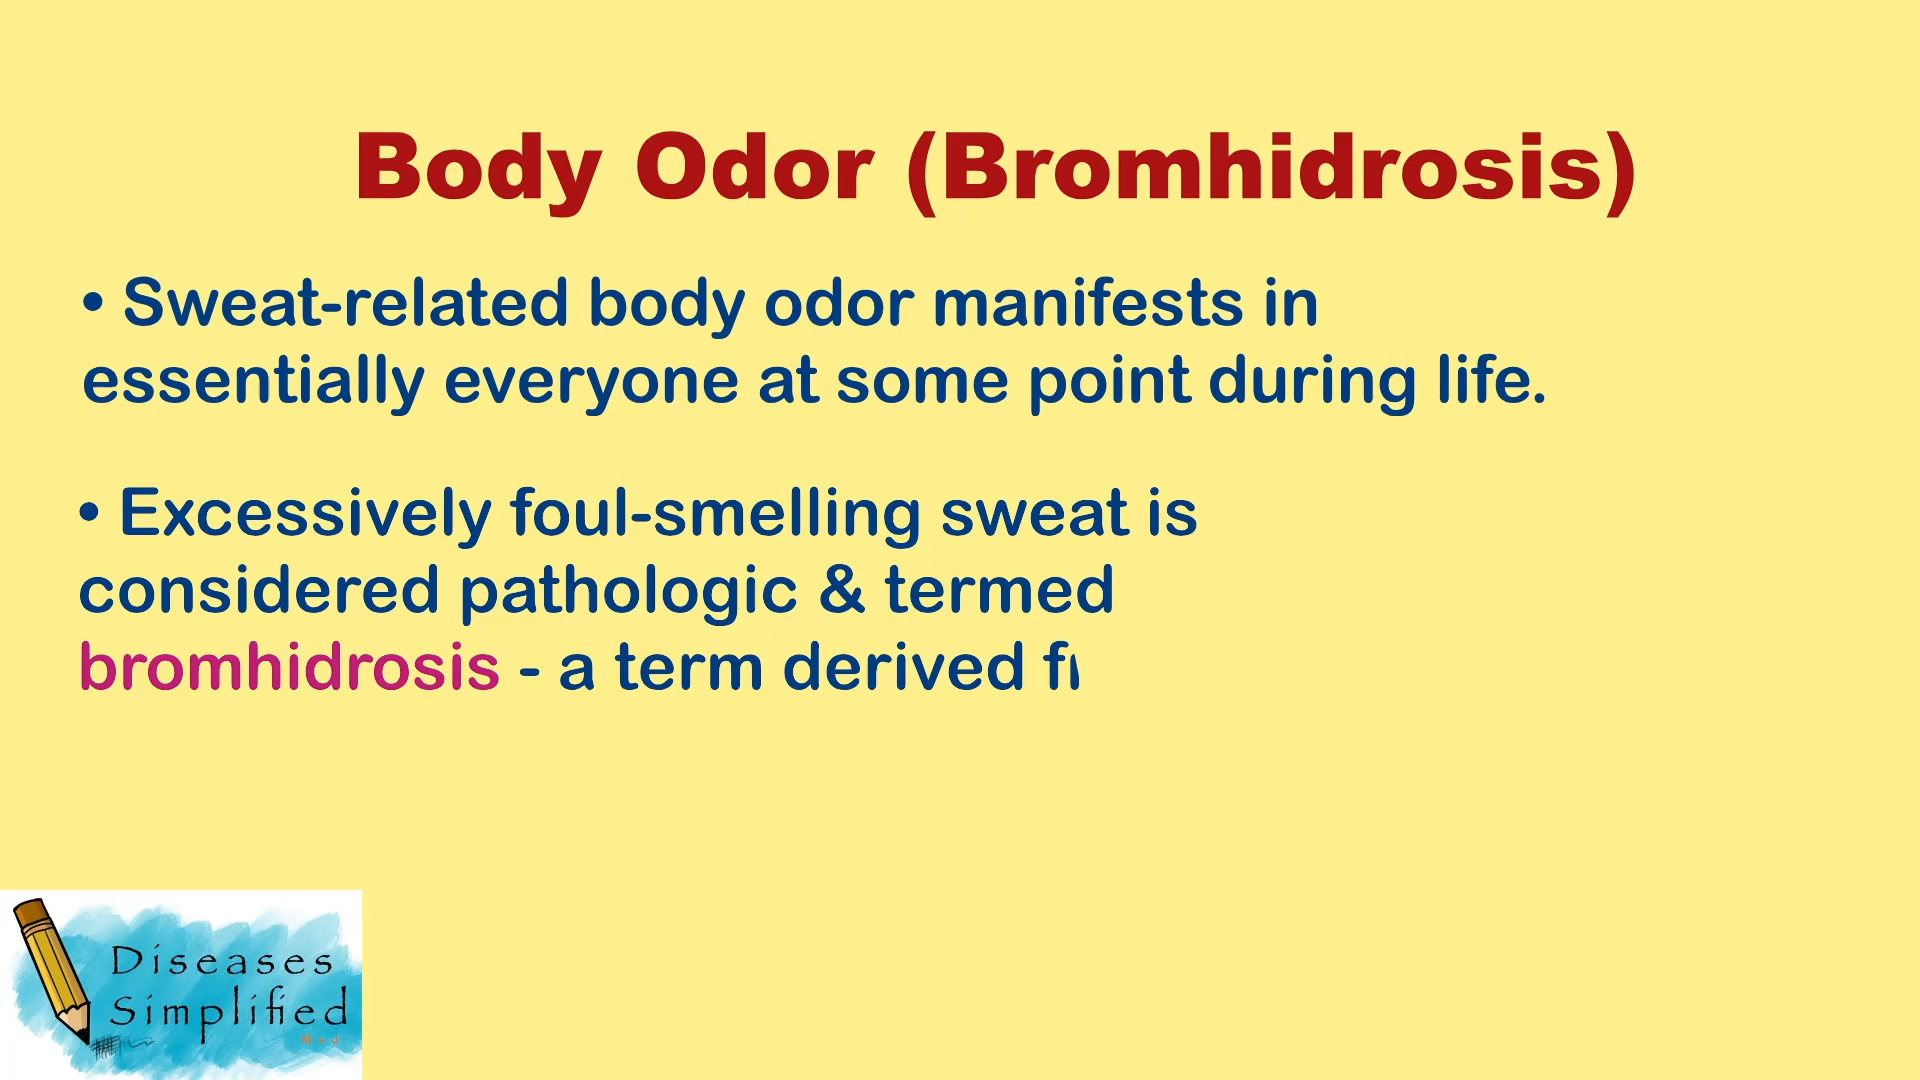 Body Odor (Bromhidrosis)
• Sweat-related body odor manifests in
essentially everyone at some point during life.
• Excessively foul-smelling sweat is
considered pathologic & termed
bromhidrosis - a term derived
Diseases
Simplified